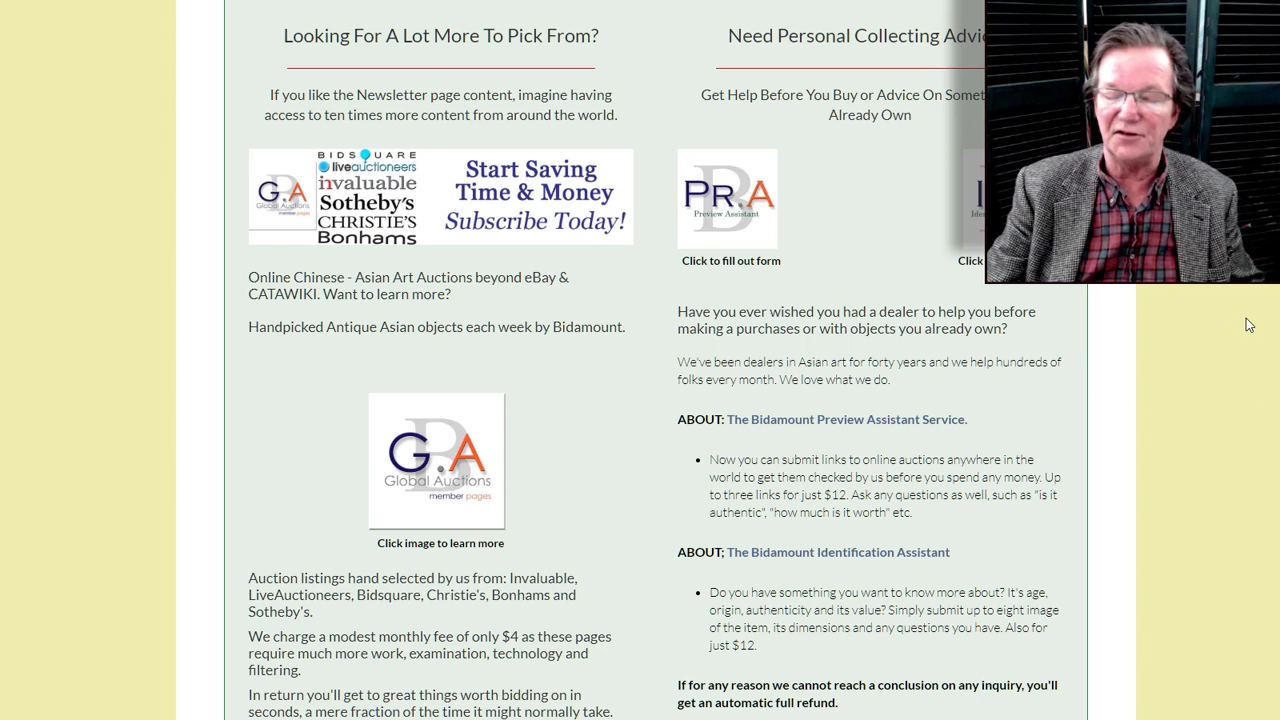 Looking For A Lot More To Pick From?
If you like the Newsletter page content, imagine having
access to ten times more content from around the world.
BIDSQUARE
liveauctioneers
invaluable
Sotheby's
CHRISTIE'S
Bonhams
G.A
Global Auctions
member pages
Start Saving
Time & Money
Subscribe Today!
Online Chinese - Asian Art Auctions beyond eBay &
CATAWIKI. Want to learn more?
Handpicked Antique Asian objects each week by Bidamount.
B
G.A
Global Auctions
member pages
Click image to learn more
Auction listings hand selected by us from: Invaluable,
LiveAuctioneers, Bidsquare, Christie's, Bonhams and
Sotheby's.
We charge a modest monthly fee of only $4 as these pages
require much more work, examination, technology and
filtering.
In return you'll get to great things worth bidding on in
seconds, a mere fraction of the time it might normally take.
Need Personal Collecting
Get Help Before You Buy or Advice On
Already Own
B
Pr.A
Preview Assistant
Click to fill out form
Click
Have you ever wished you had a dealer to help you before
making a purchases or with objects you already own?
We've been dealers in Asian art for forty years and we help hundreds of
folks every month. We love what we do.
ABOUT: The Bidamount Preview Assistant Service.
• Now you can submit links to online auctions anywhere in the
world to get them checked by us before you spend any money. Up
to three links for just $12. Ask any questions as well, such as "is it
authentic", "how much is it worth" etc.
ABOUT; The Bidamount Identification Assistant
• Do you have something you want to know more about? It's age,
origin, authenticity and its value? Simply submit up to eight image
of the item, its dimensions and any questions you have. Also for
just $12.
If for any reason we cannot reach a conclusion on any inquiry, you'll
get an automatic full refund.